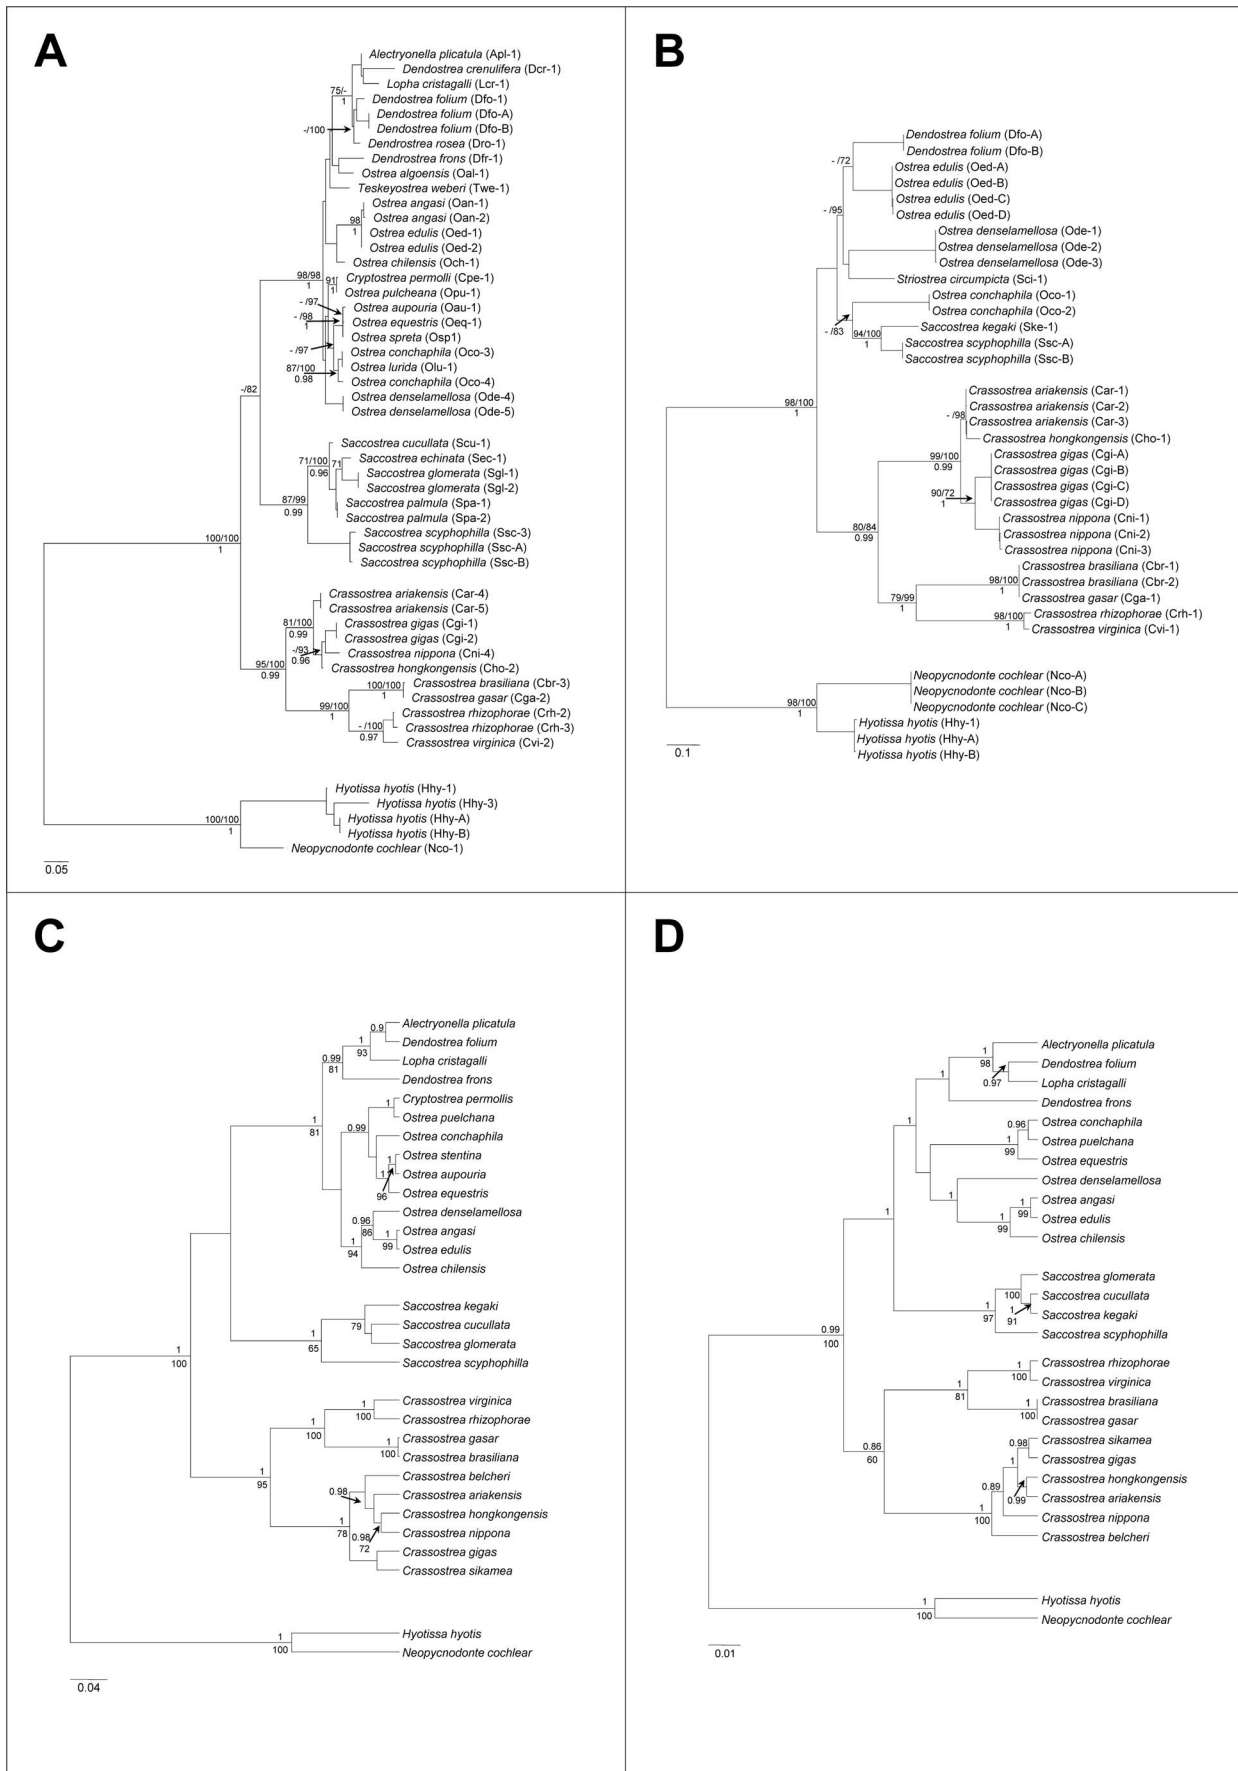 A
Alectryonella plicatula (Apl-1)
Dendostrea crenulifera (Dcr-1)
Lopha cristagalli (Lcr-1)
75/-
1
Dendostrea folium (Dfo-1)
Dendostrea folium (Dfo-A)
-/100
Dendostrea folium (Dfo-B)
Dendrostrea rosea (Dro-1)
Dendrostrea frons (Dfr-1)
Ostrea algoensis (Oal-1)
Teskeyostrea weberi (Twe-1)
Ostrea angasi (Oan-1)
Ostrea angasi (Oan-2)
98
1
Ostrea edulis (Oed-1)
Ostrea edulis (Oed-2)
Ostrea chilensis (Och-1)
98/98
1
Cryptostrea permolli (Cpe-1)
91
1
Ostrea pulcheana (Opu-1)
- /97
Ostrea aupouria (Oau-1)
- /98
1
Ostrea equestris (Oeq-1)
Ostrea spreta (Osp1)
- /97
Ostrea conchaphila (Oco-3)
87/100
0.98
Ostrea lurida (Olu-1)
Ostrea conchaphila (Oco-4)
-/82
Ostrea denselamellosa (Ode-4)
Ostrea denselamellosa (Ode-5)
Saccostrea cucullata (Scu-1)
71/100
0.96
71
Saccostrea echinata (Sec-1)
Saccostrea glomerata (Sgl-1)
Saccostrea glomerata (Sgl-2)
87/99
0.99
Saccostrea palmula (Spa-1)
Saccostrea palmula (Spa-2)
Saccostrea scyphophilla (Ssc-3)
100/100
1
Saccostrea scyphophilla (Ssc-A)
Saccostrea scyphophilla (Ssc-B)
Crassostrea ariakensis (Car-4)
Crassostrea ariakensis (Car-5)
81/100
0.99
Crassostrea gigas (Cgi-1)
Crassostrea gigas (Cgi-2)
-/93
0.96
Crassostrea nippona (Cni-4)
95/100
0.99
Crassostrea hongkongensis (Cho-2)
100/100
1
Crassostrea brasiliana (Cbr-3)
Crassostrea gasar (Cga-2)
99/100
1
Crassostrea rhizophorae (Crh-2)
- /100
0.97
Crassostrea rhizophorae (Crh-3)
Crassostrea virginica (Cvi-2)
Hyotissa hyotis (Hhy-1)
Hyotissa hyotis (Hhy-3)
100/100
1
Hyotissa hyotis (Hhy-A)
Hyotissa hyotis (Hhy-B)
Neopycnodonte cochlear (Nco-1)
0.05
B
Dendostrea folium (Dfo-A)
Dendostrea folium (Dfo-B)
- /72
Ostrea edulis (Oed-A)
Ostrea edulis (Oed-B)
Ostrea edulis (Oed-C)
- /95
Ostrea edulis (Oed-D)
Ostrea denselamellosa (Ode-1)
Ostrea denselamellosa (Ode-2)
Ostrea denselamellosa (Ode-3)
Striostrea circumpicta (Sci-1)
Ostrea conchaphila (Oco-1)
Ostrea conchaphila (Oco-2)
- /83
Saccostrea kegaki (Ske-1)
94/100
1
Saccostrea scyphophilla (Ssc-A)
Saccostrea scyphophilla (Ssc-B)
98/100
1
Crassostrea ariakensis (Car-1)
Crassostrea ariakensis (Car-2)
- /98
Crassostrea ariakensis (Car-3)
Crassostrea hongkongensis (Cho-1)
99/100
0.99
Crassostrea gigas (Cgi-A)
Crassostrea gigas (Cgi-B)
Crassostrea gigas (Cgi-C)
90/72
1
Crassostrea gigas (Cgi-D)
Crassostrea nippona (Cni-1)
80/84
0.99
Crassostrea nippona (Cni-2)
Crassostrea nippona (Cni-3)
Crassostrea brasiliana (Cbr-1)
98/100
1
Crassostrea brasiliana (Cbr-2)
79/99
1
Crassostrea gasar (Cga-1)
98/100
1
Crassostrea rhizophorae (Crh-1)
Crassostrea virginica (Cvi-1)
Neopycnodonte cochlear (Nco-A)
Neopycnodonte cochlear (Nco-B)
98/100
1
Neopycnodonte cochlear (Nco-C)
Hyotissa hyotis (Hhy-1)
Hyotissa hyotis (Hhy-A)
Hyotissa hyotis (Hhy-B)
0.1
C
Alectryonella plicatula
0.9
Dendostrea folium
1
93
Lopha cristagalli
0.99
81
Dendostrea frons
Cryptostrea permollis
1
Ostrea puelchana
1
81
0.99
Ostrea conchaphila
Ostrea stentina
1
Ostrea aupouria
1
96
Ostrea equestris
Ostrea denselamellosa
0.96
86
Ostrea angasi
1
99
Ostrea edulis
1
94
Ostrea chilensis
Saccostrea kegaki
Saccostrea cucullata
79
Saccostrea glomerata
1
65
Saccostrea scyphophilla
1
100
Crassostrea virginica
1
100
Crassostrea rhizophorae
1
100
Crassostrea gasar
1
100
Crassostrea brasiliana
1
95
Crassostrea belcheri
0.98
Crassostrea ariakensis
Crassostrea hongkongensis
1
78
0.98
72
Crassostrea nippona
Crassostrea gigas
Crassostrea sikamea
Hyotissa hyotis
1
100
Neopycnodonte cochlear
0.04
D
Alectryonella plicatula
1
98
Dendostrea folium
0.97
Lopha cristagalli
1
Dendostrea frons
1
Ostrea conchaphila
0.96
Ostrea puelchana
1
99
Ostrea equestris
Ostrea denselamellosa
1
Ostrea angasi
1
99
Ostrea edulis
1
99
Ostrea chilensis
1
Saccostrea glomerata
100
Saccostrea cucullata
1
91
Saccostrea kegaki
1
97
Saccostrea scyphophilla
0.99
100
Crassostrea rhizophorae
1
100
Crassostrea virginica
1
81
Crassostrea brasiliana
1
100
Crassostrea gasar
0.86
60
Crassostrea sikamea
0.98
Crassostrea gigas
1
Crassostrea hongkongensis
0.89
0.99
Crassostrea ariakensis
1
100
Crassostrea nippona
Crassostrea belcheri
Hyotissa hyotis
1
100
Neopycnodonte cochlear
0.01